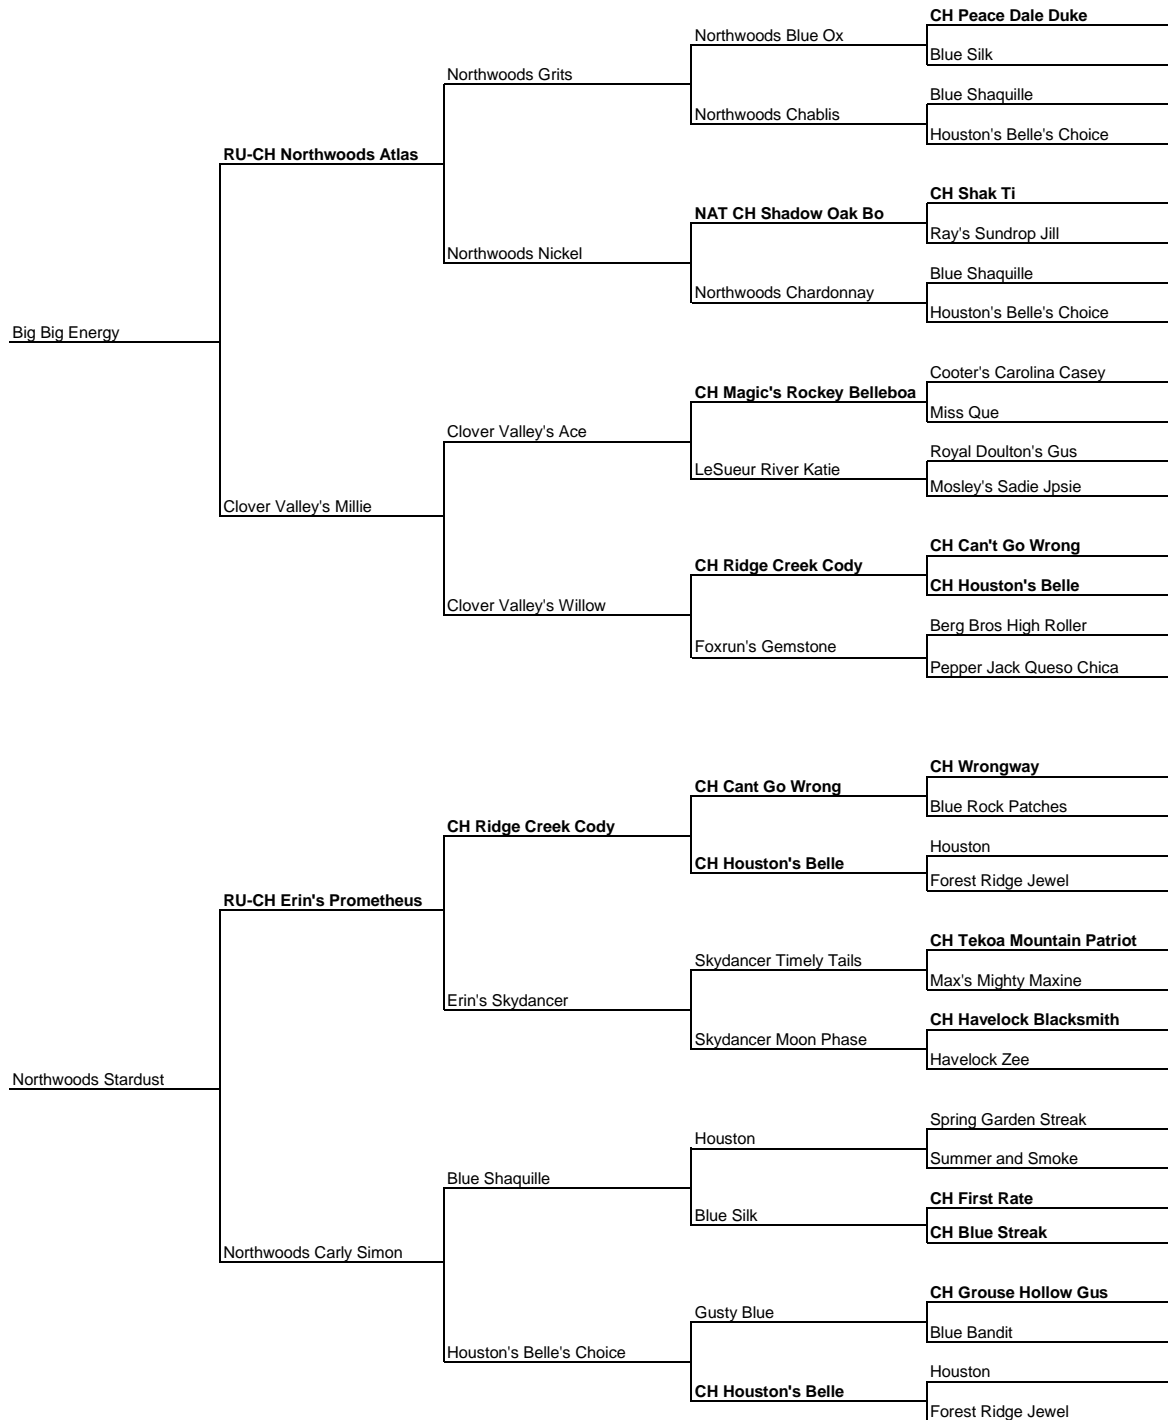 CH Peace Dale Duke
Northwoods Blue Ox
Blue Silk
Northwoods Grits
Blue Shaquille
Northwoods Chablis
Houston's Belle's Choice
RU-CH Northwoods Atlas
CH Shak Ti
NAT CH Shadow Oak Bo
Ray's Sundrop Jill
Northwoods Nickel
Blue Shaquille
Northwoods Chardonnay
Houston's Belle's Choice
Big Big Energy
Cooter's Carolina Casey
CH Magic's Rockey Belleboa
Miss Que
Clover Valley's Ace
Royal Doulton's Gus
LeSueur River Katie
Mosley's Sadie Jpsie
Clover Valley's Millie
CH Can't Go Wrong
CH Ridge Creek Cody
CH Houston's Belle
Clover Valley's Willow
Berg Bros High Roller
Foxrun's Gemstone
Pepper Jack Queso Chica
CH Wrongway
CH Cant Go Wrong
Blue Rock Patches
CH Ridge Creek Cody
Houston
CH Houston's Belle
Forest Ridge Jewel
RU-CH Erin's Prometheus
CH Tekoa Mountain Patriot
Skydancer Timely Tails
Max's Mighty Maxine
Erin's Skydancer
CH Havelock Blacksmith
Skydancer Moon Phase
Havelock Zee
Northwoods Stardust
Spring Garden Streak
Houston
Summer and Smoke
Blue Shaquille
CH First Rate
Blue Silk
CH Blue Streak
Northwoods Carly Simon
CH Grouse Hollow Gus
Gusty Blue
Blue Bandit
Houston's Belle's Choice
Houston
CH Houston's Belle
Forest Ridge Jewel